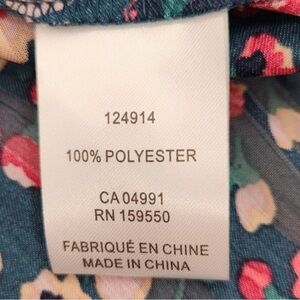 124914
100% POLYESTER
CA 04991
RN 159550
FABRIQUÉ EN CHINE
MADE IN CHINA